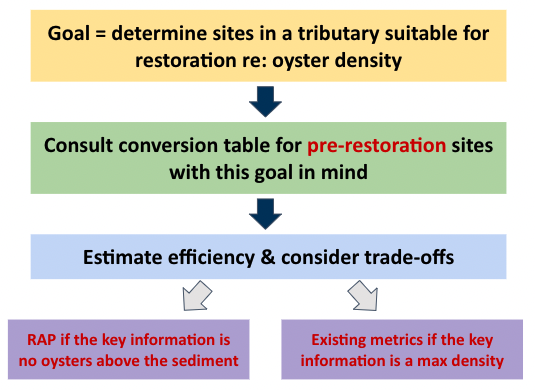 Goal = determine sites in a tributary suitable for
restoration re: oyster density
Consult conversion table for pre-restoration sites
with this goal in mind
Estimate efficiency & consider trade-offs
RAP if the key information is
no oysters above the sediment
Existing metrics if the key
information is a max density